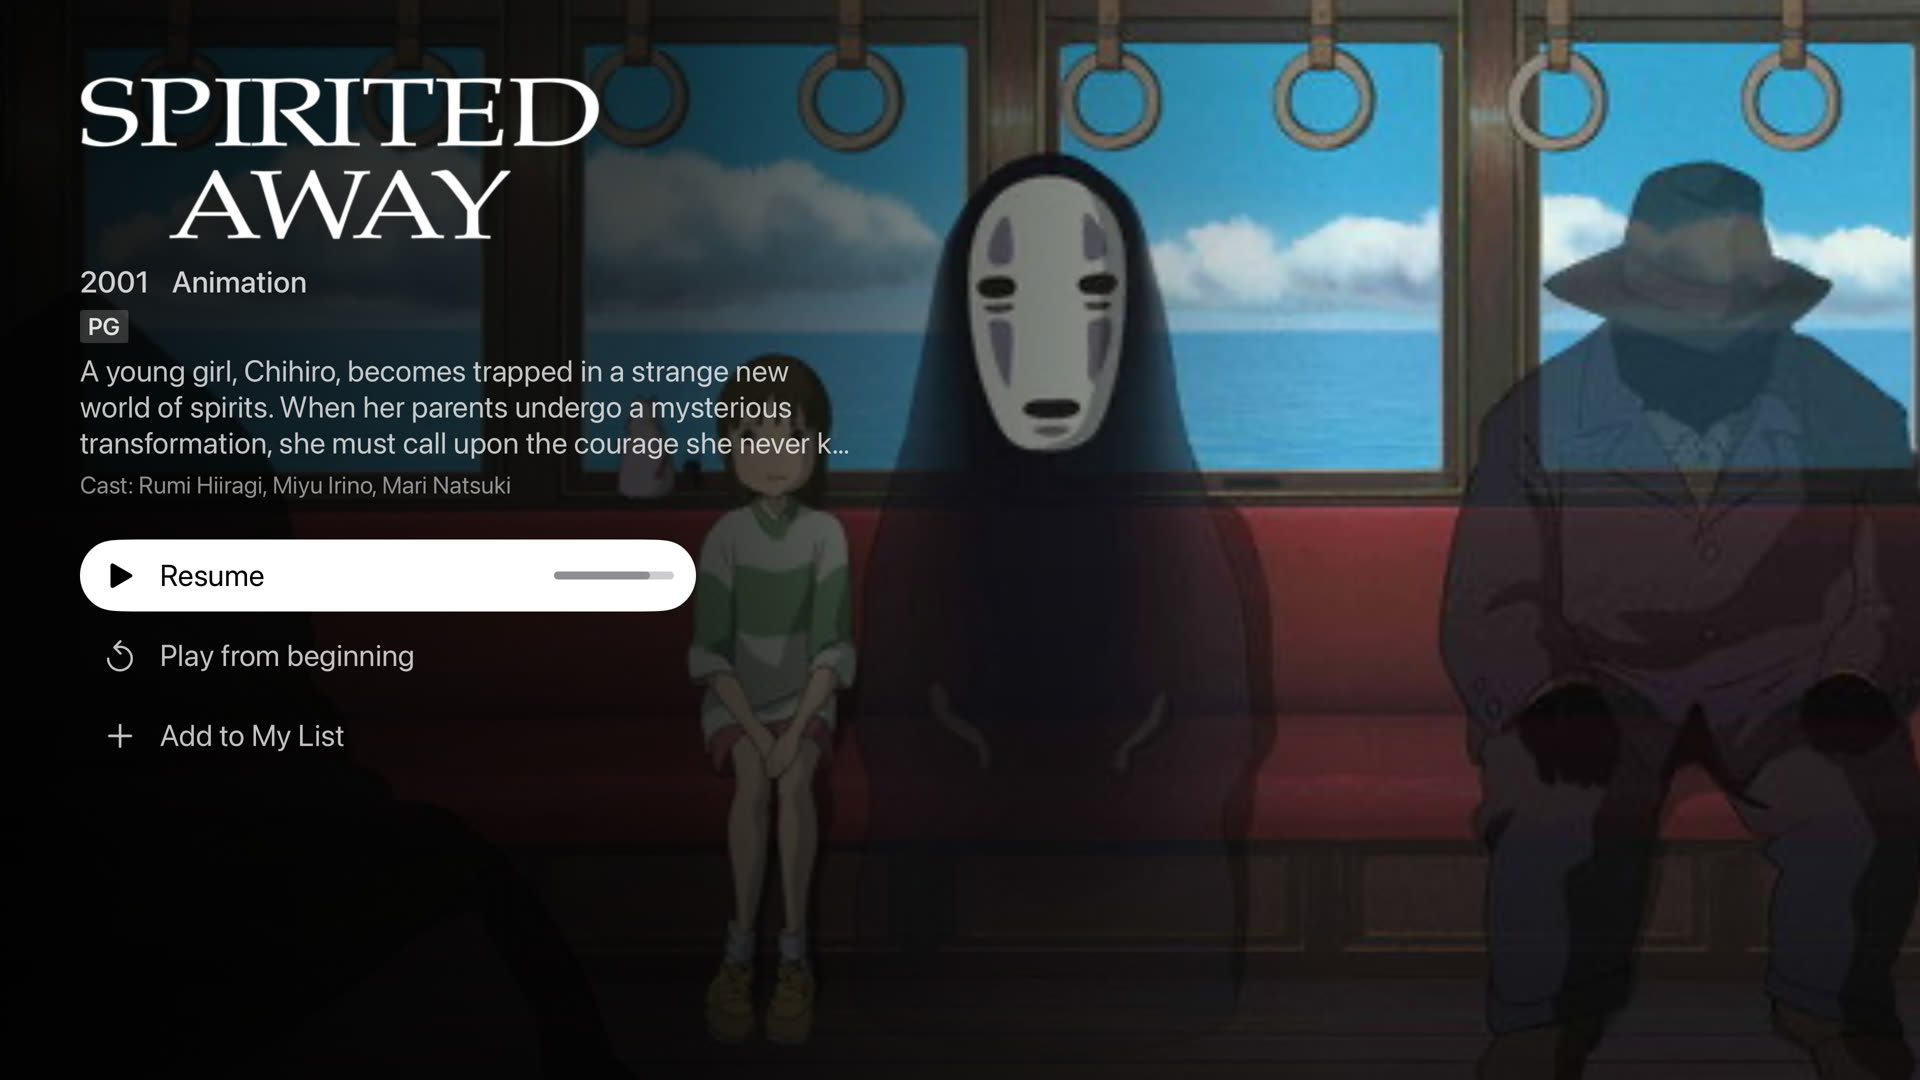 SPIRITED
AWAY
2001 Animation
PG
A young girl, Chihiro, becomes trapped in a strange new
world of spirits. When her parents undergo a mysterious
transformation, she must call upon the courage she never k...
Cast: Rumi Hiiragi, Miyu Irino, Mari Natsuki
Resume
Play from beginning
Add to My List